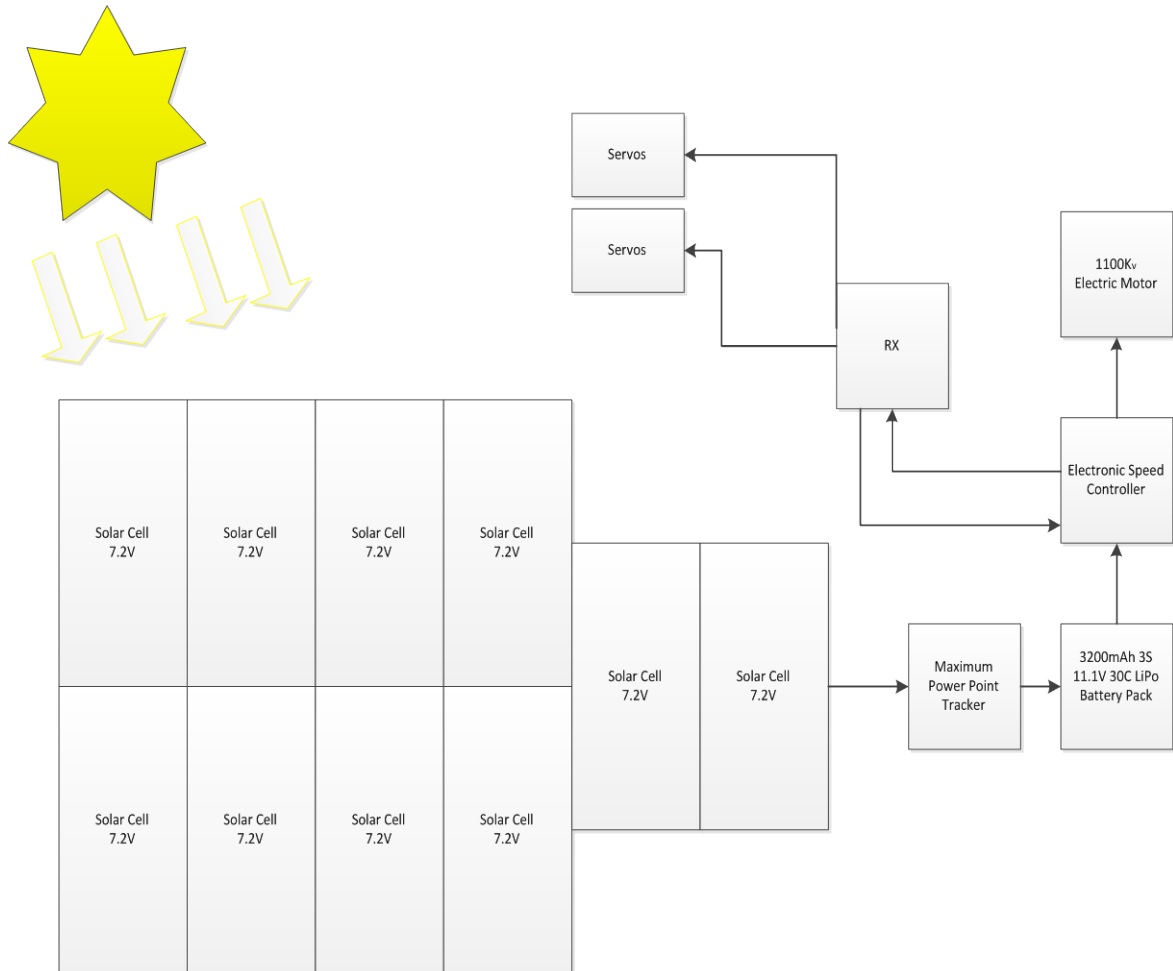 Servos
Servos
1100Kv
Electric Motor
RX
Electronic Speed
Controller
Solar Cell
7.2V
Solar Cell
7.2V
Solar Cell
7.2V
Solar Cell
7.2V
Solar Cell
7.2V
Solar Cell
7.2V
Maximum
Power Point
Tracker
3200mAh 3S
11.1V 30C LiPo
Battery Pack
Solar Cell
7.2V
Solar Cell
7.2V
Solar Cell
7.2V
Solar Cell
7.2V